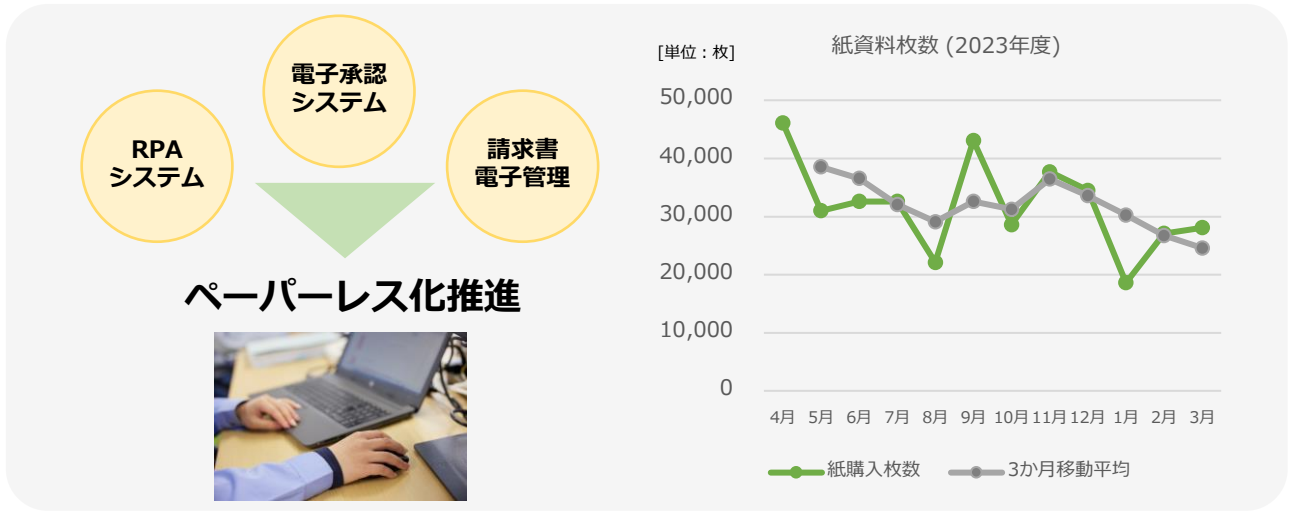 電子承認
システム
RPA
システム
請求書
電子管理
ペーパーレス化推進
[単位：枚]
紙資料枚数 (2023年度)
50,000
40,000
30,000
20,000
10,000
0
4月 5月 6月 7月 8月 9月 10月 11月 12月 1月 2月 3月
紙購入枚数 3か月移動平均